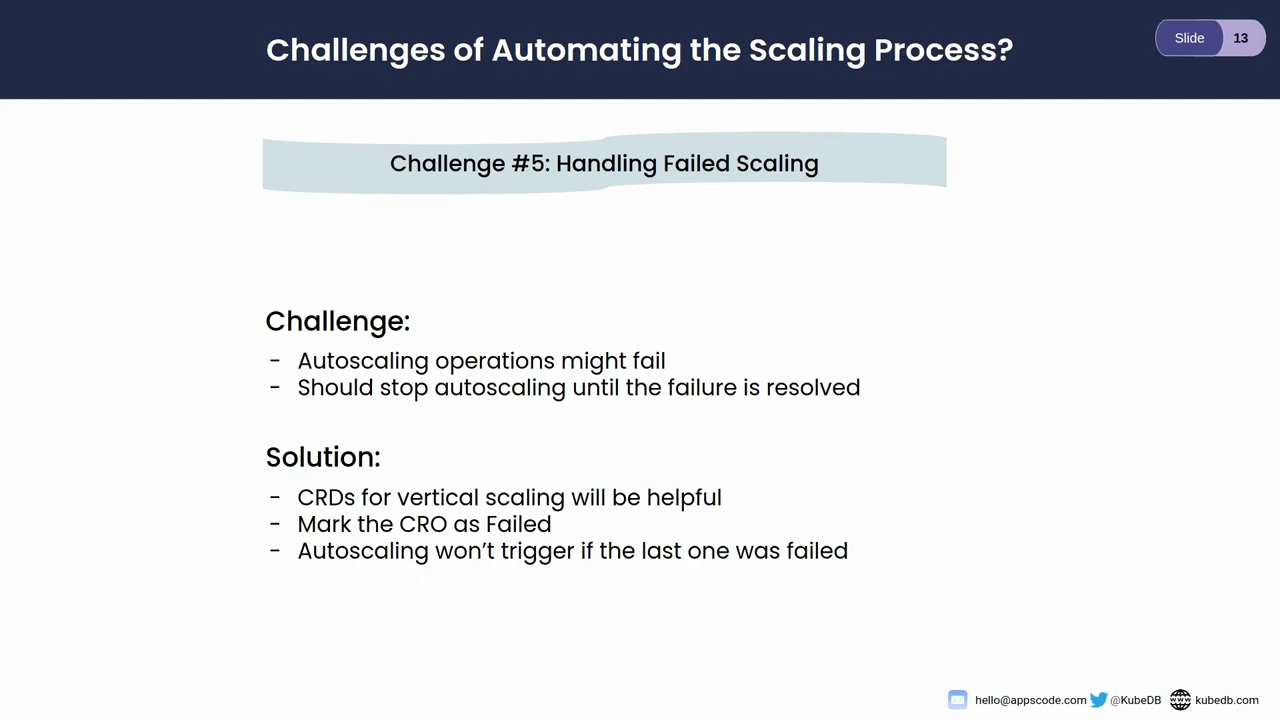 Challenges of Automating the Scaling Process?
Slide 13
Challenge #5: Handling Failed Scaling
Challenge:
- Autoscaling operations might fail
- Should stop autoscaling until the failure is resolved
Solution:
- CRDs for vertical scaling will be helpful
- Mark the CRO as Failed
- Autoscaling won’t trigger if the last one was failed
hello@appscode.com @KubeDB kubedb.com